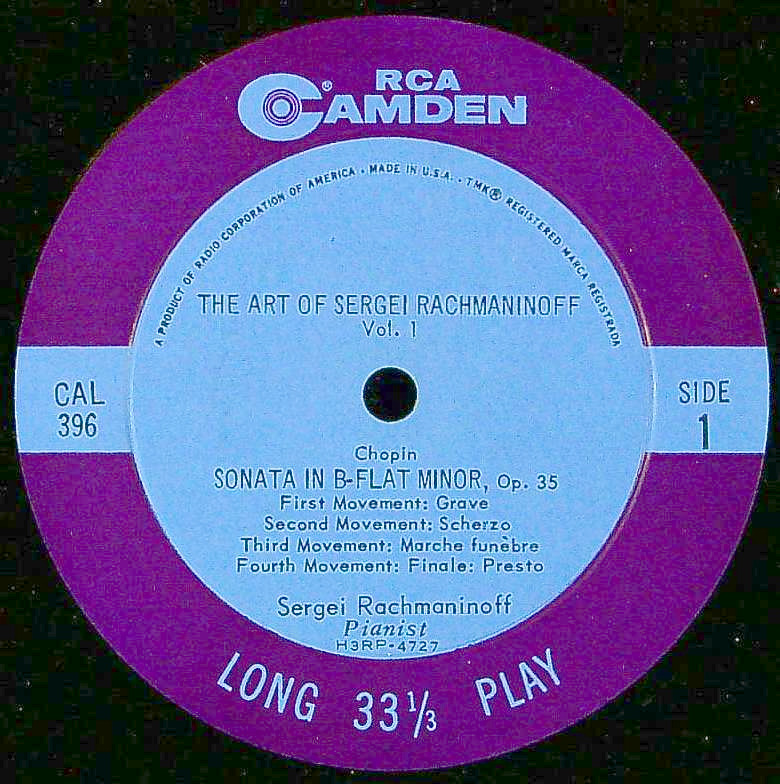 RCA
CAMDEN
®
A PRODUCT OF RADIO CORPORATION OF AMERICA • MADE IN U.S.A. • TMK ® REGISTERED MARCA REGISTRADA
THE ART OF SERGEI RACHMANINOFF
Vol. 1
CAL
396
SIDE
1
Chopin
SONATA IN B-FLAT MINOR, Op. 35
First Movement: Grave
Second Movement: Scherzo
Third Movement: Marche funèbre
Fourth Movement: Finale: Presto
Sergei Rachmaninoff
Pianist
H3RP-4727
LONG 33⅓ PLAY